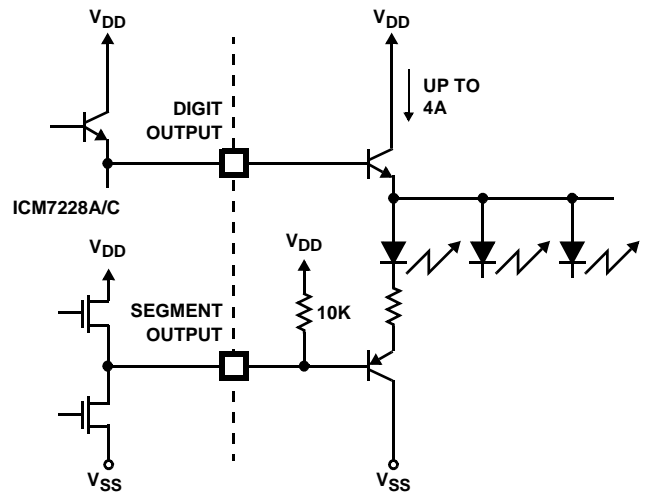 VDD
VDD
DIGIT
OUTPUT
UP TO
4A
ICM7228A/C
VDD
VDD
SEGMENT
OUTPUT
10K
VSS
VSS